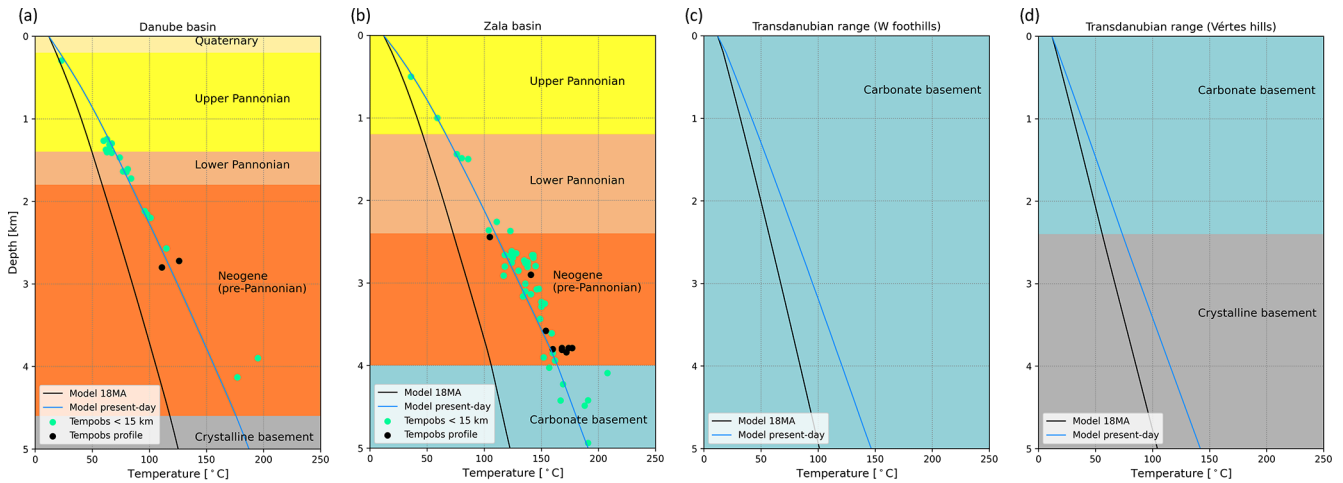 (a)
Danube basin
0
1
2
3
4
5
Depth [km]
Quaternary
Upper Pannonian
Lower Pannonian
Neogene
(pre-Pannonian)
Crystalline basement
Model 18MA
Model present-day
Tempobs < 15 km
Tempobs profile
0 50 100 150 200 250
Temperature [°C]
(b)
Zala basin
0
1
2
3
4
5
Upper Pannonian
Lower Pannonian
Neogene
(pre-Pannonian)
Carbonate basement
Model 18MA
Model present-day
Tempobs < 15 km
Tempobs profile
0 50 100 150 200 250
Temperature [°C]
(c)
Transdanubian range (W foothills)
0
1
2
3
4
5
Carbonate basement
Model 18MA
Model present-day
0 50 100 150 200 250
Temperature [°C]
(d)
Transdanubian range (Vértes hills)
0
1
2
3
4
5
Carbonate basement
Crystalline basement
Model 18MA
Model present-day
0 50 100 150 200 250
Temperature [°C]